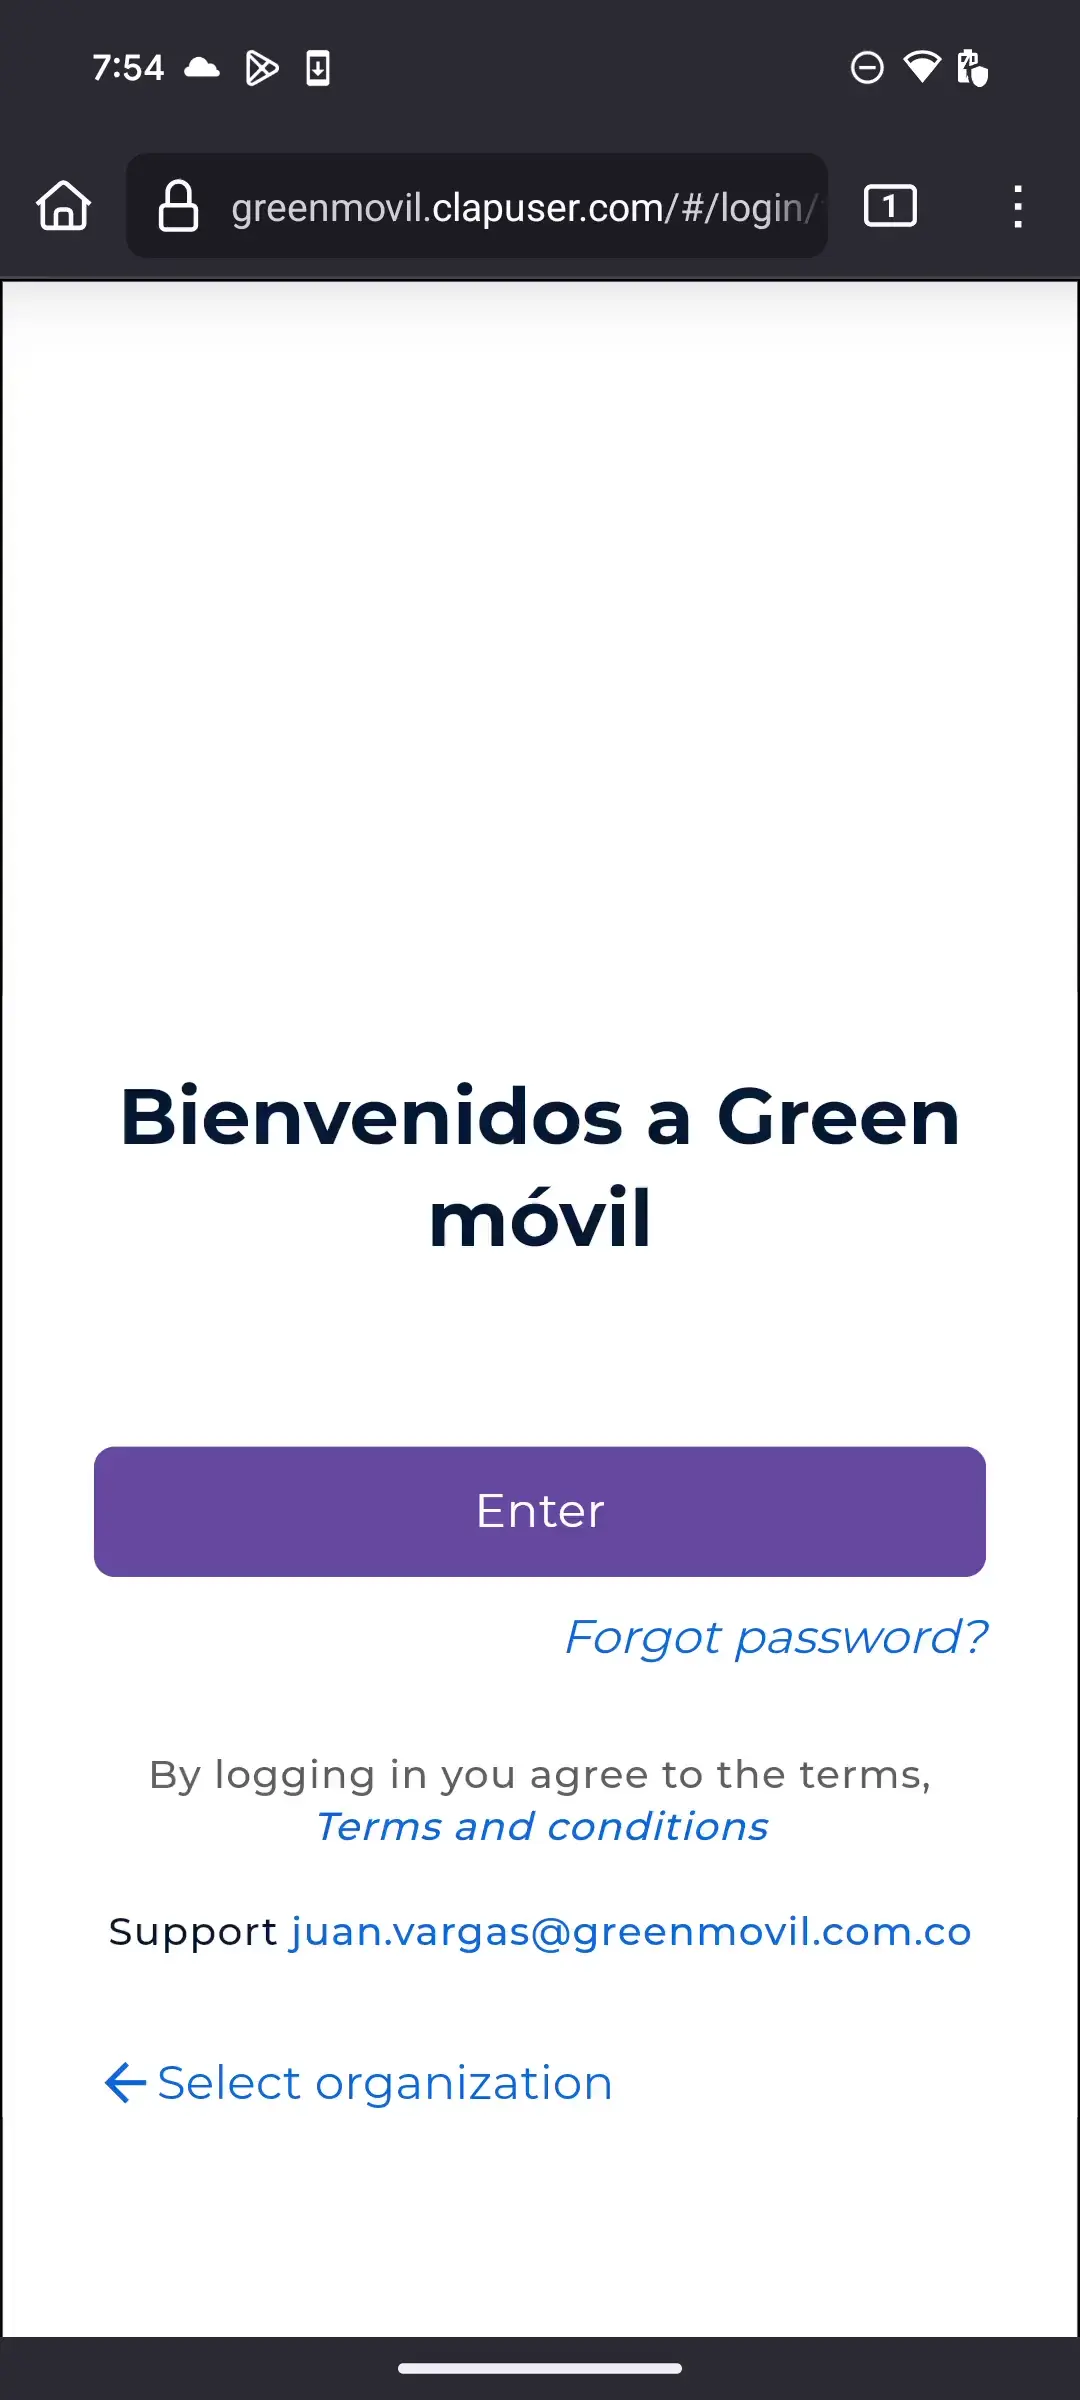 7:54
greenmovil.clapuser.com/#/login/
1
Bienvenidos a Green
móvil
Enter
Forgot password?
By logging in you agree to the terms,
Terms and conditions
Support juan.vargas@greenmovil.com.co
Select organization